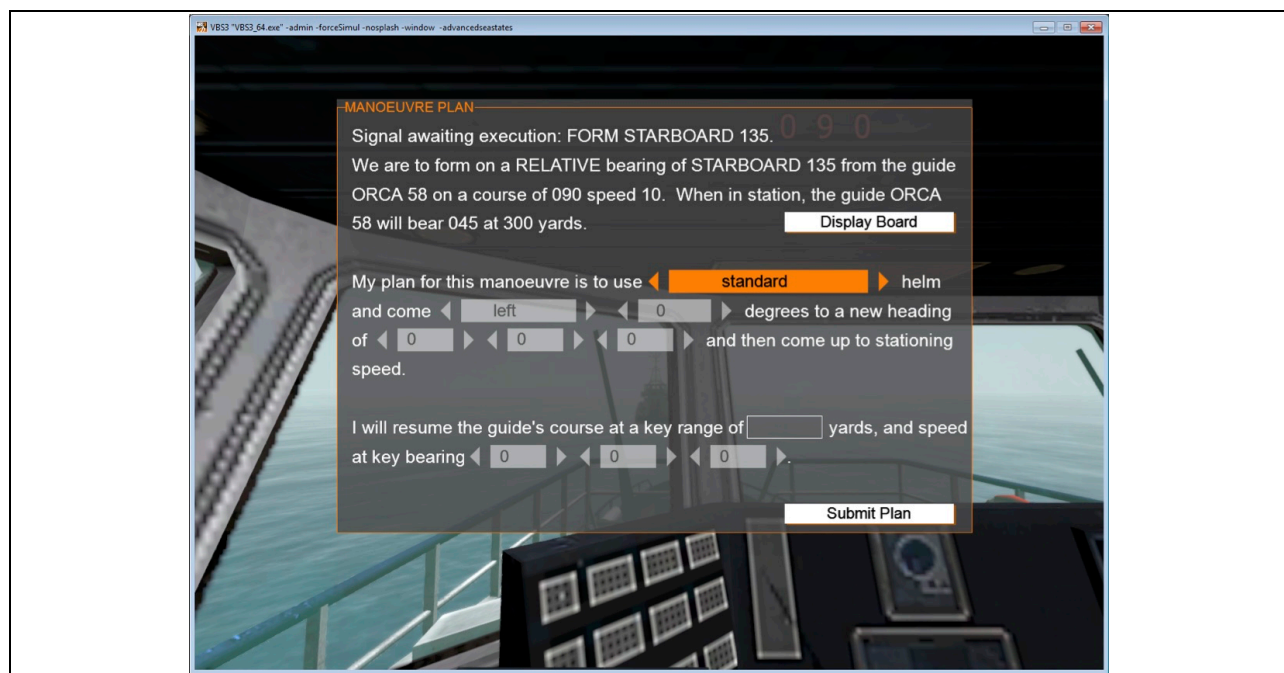 VBS3 "VBS3_64.exe" -admin -forceSimul -nosplash -window -advancedseastates
MANOEUVRE PLAN
090
Signal awaiting execution: FORM STARBOARD 135.
We are to form on a RELATIVE bearing of STARBOARD 135 from the guide
ORCA 58 on a course of 090 speed 10. When in station, the guide ORCA
58 will bear 045 at 300 yards.
Display Board
My plan for this manoeuvre is to use standard helm
and come left 0 degrees to a new heading
of 0 0 0 and then come up to stationing
speed.
I will resume the guide's course at a key range of yards, and speed
at key bearing 0 0 0.
Submit Plan